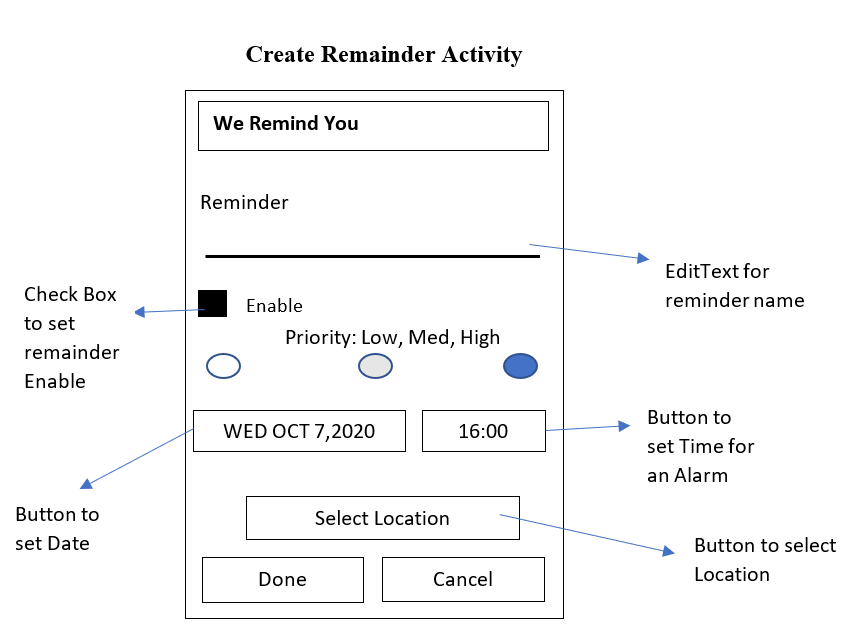 Create Remainder Activity
We Remind You
Reminder
EditText for
reminder name
Check Box
to set
remainder
Enable
Enable
Priority: Low, Med, High
WED OCT 7,2020
16:00
Button to
set Time for
an Alarm
Button to
set Date
Select Location
Button to select
Location
Done
Cancel